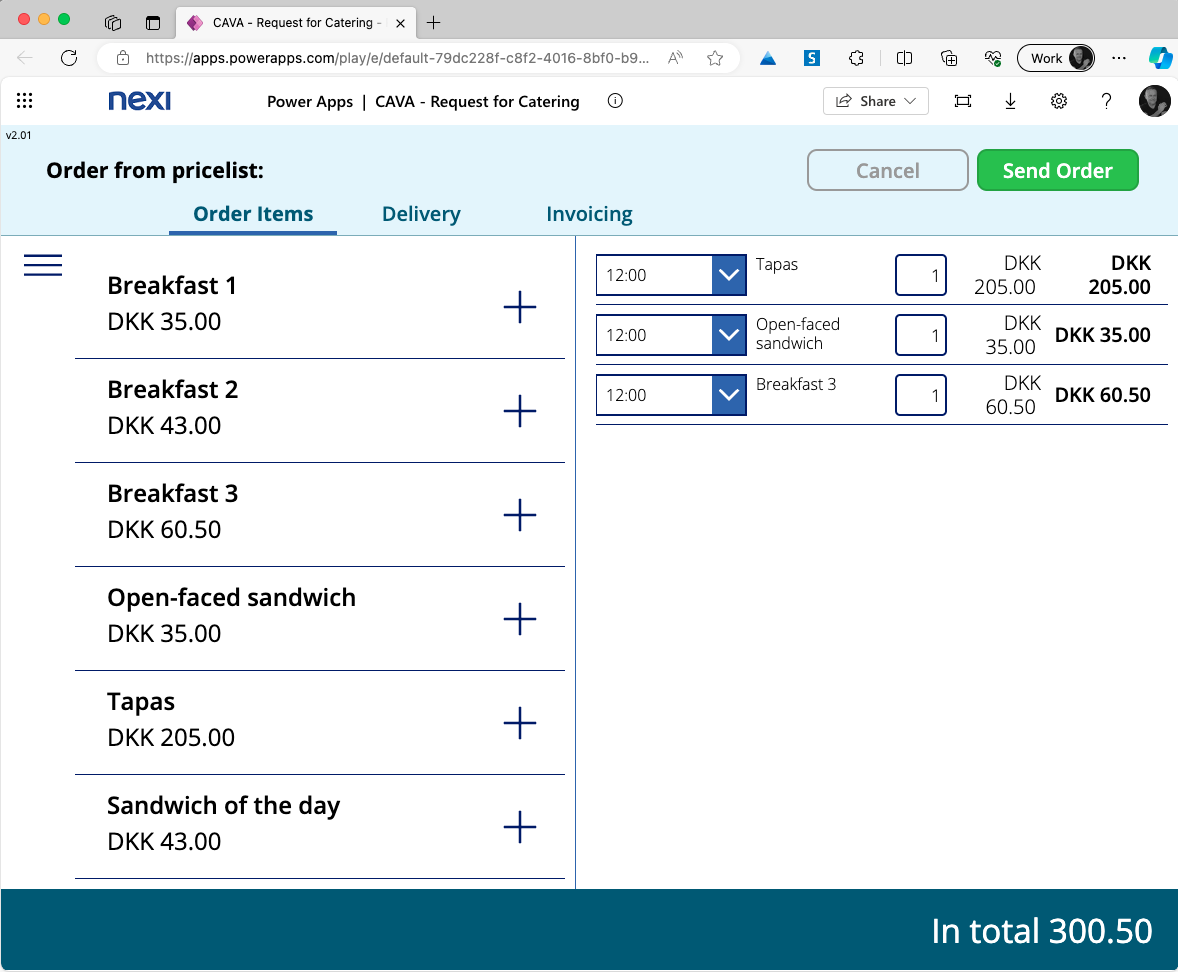 CAVA - Request for Catering -
https://apps.powerapps.com/play/e/default-79dc228f-c8f2-4016-8bf0-b9...
A
S
Work
nexi
Power Apps | CAVA - Request for Catering
Share
?
v2.01
Order from pricelist:
Cancel
Send Order
Order Items
Delivery
Invoicing
Breakfast 1
DKK 35.00
Breakfast 2
DKK 43.00
Breakfast 3
DKK 60.50
Open-faced sandwich
DKK 35.00
Tapas
DKK 205.00
Sandwich of the day
DKK 43.00
12:00
Tapas
1
DKK
205.00
DKK
205.00
12:00
Open-faced
sandwich
1
DKK
35.00
DKK 35.00
12:00
Breakfast 3
1
DKK
60.50
DKK 60.50
In total 300.50